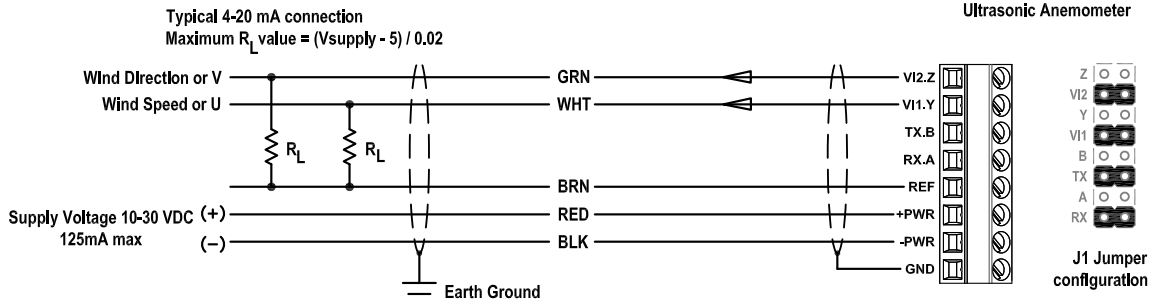 Typical 4-20 mA connection
Maximum RL value = (Vsupply - 5) / 0.02
Ultrasonic Anemometer
Wind Direction or V
GRN
VI2.Z
Wind Speed or U
WHT
VI1.Y
TX.B
RX.A
RL
RL
BRN
REF
Supply Voltage 10-30 VDC (+)
125mA max
(–)
RED
+PWR
BLK
-PWR
GND
Earth Ground
Z
VI2
Y
VI1
B
TX
A
RX
J1 Jumper
configuration